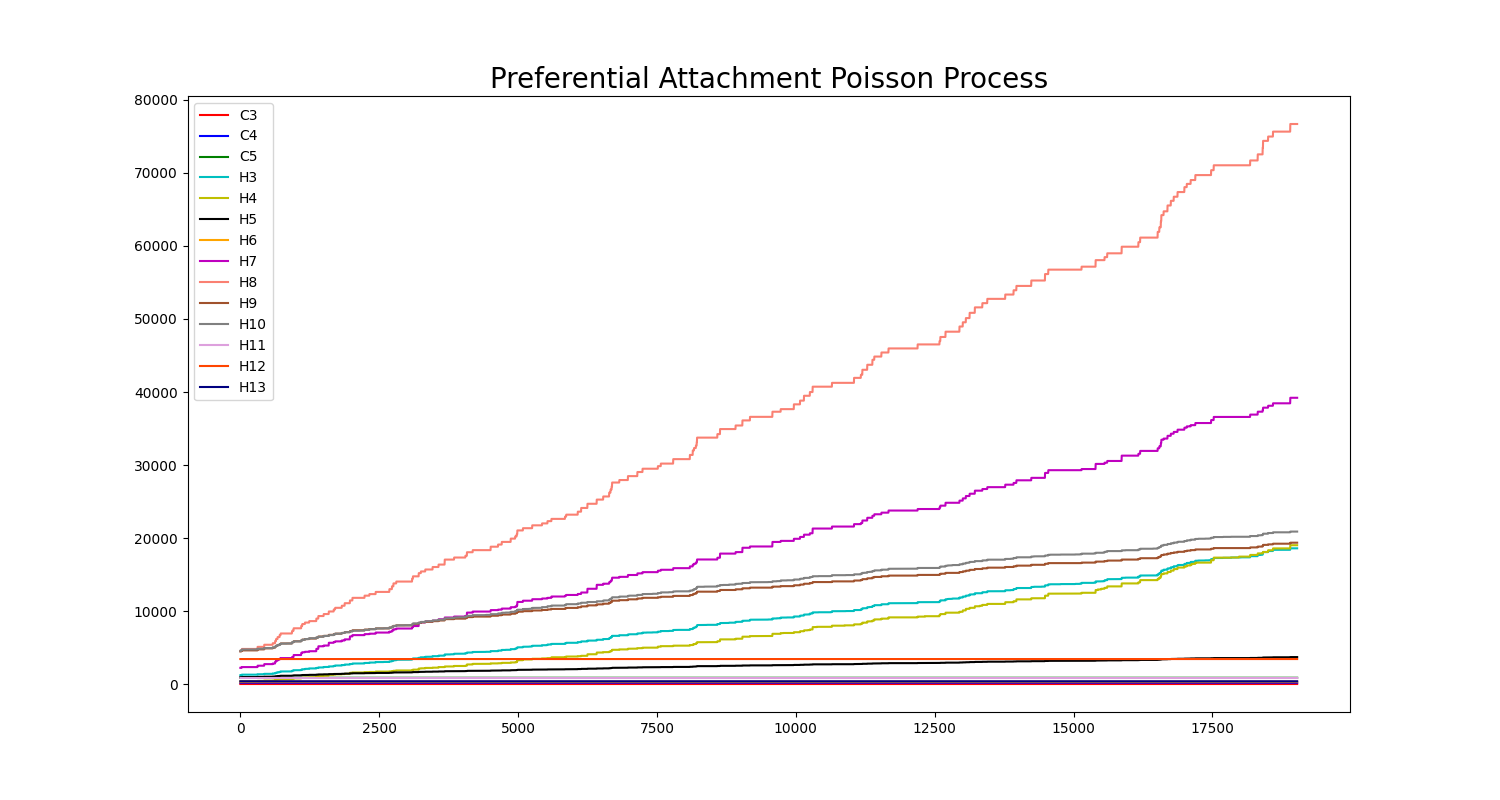 Preferential Attachment Poisson Process
80000
70000
60000
50000
40000
30000
20000
10000
0
C3
C4
C5
H3
H4
H5
H6
H7
H8
H9
H10
H11
H12
H13
0 2500 5000 7500 10000 12500 15000 17500